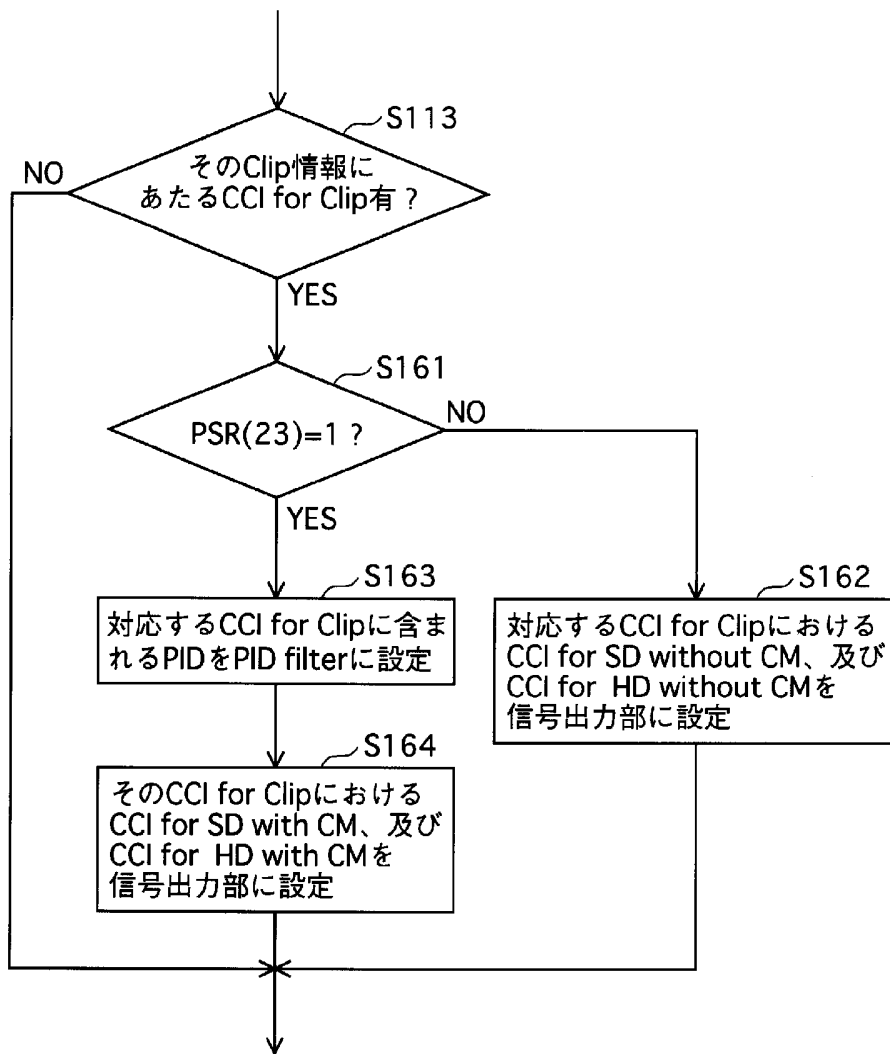 S113
NO
そのClip情報に
あたるCCI for Clip有？
YES
S161
NO
PSR(23)=1？
YES
S163
対応するCCI for Clipに含ま
れるPIDをPID filterに設定
S162
対応するCCI for Clipにおける
CCI for SD without CM、及び
CCI for HD without CMを
信号出力部に設定
S164
そのCCI for Clipにおける
CCI for SD with CM、及び
CCI for HD with CMを
信号出力部に設定